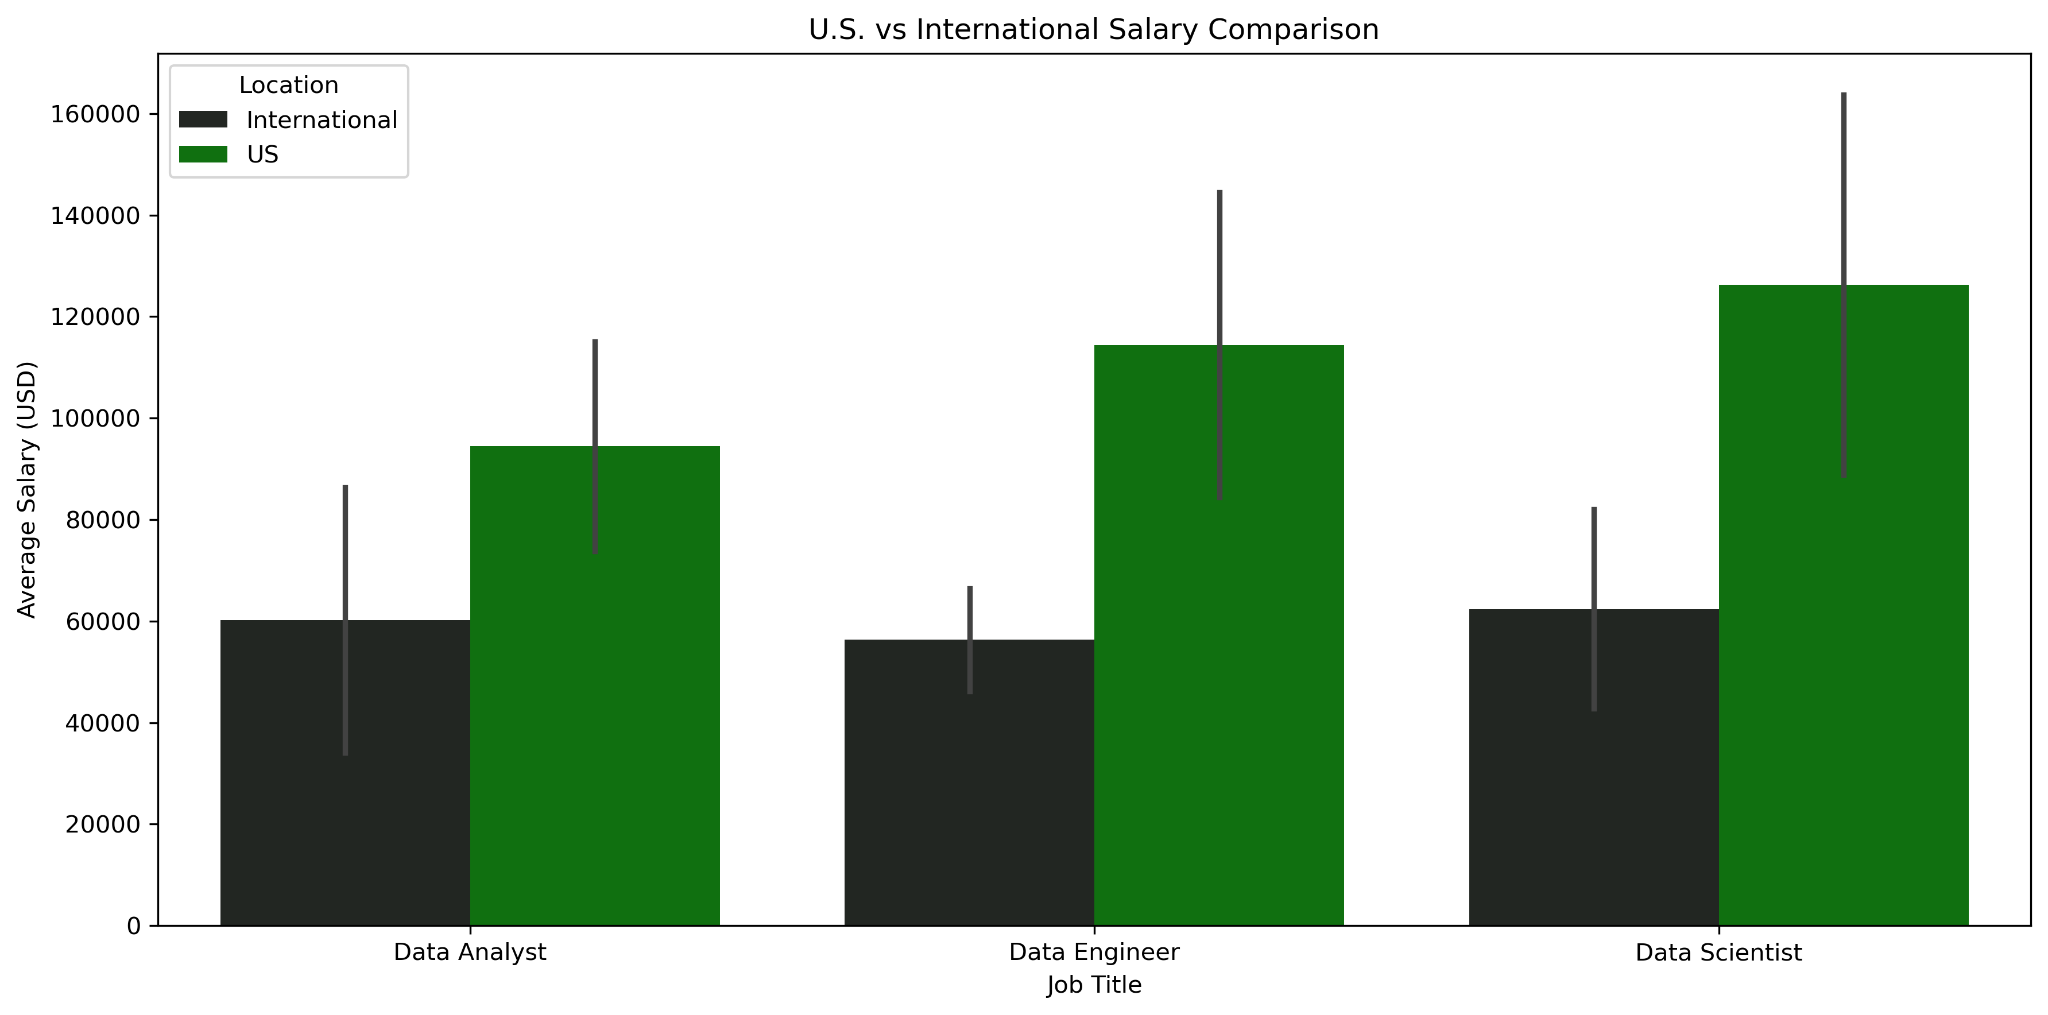 U.S. vs International Salary Comparison
Location
International
US
160000
140000
120000
100000
80000
60000
40000
20000
0
Average Salary (USD)
Data Analyst
Data Engineer
Data Scientist
Job Title